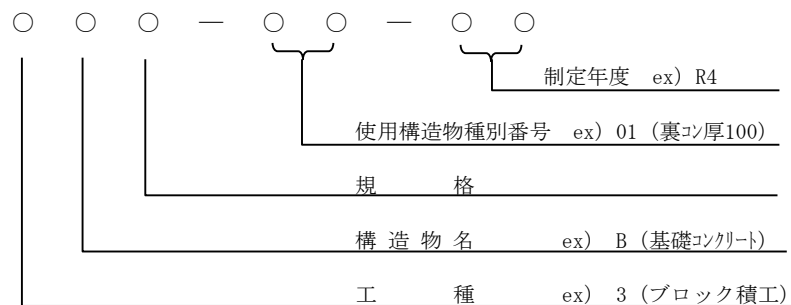 ○ ○ ○ ― ○ ○ ― ○ ○
制定年度 ex) R4
使用構造物種別番号 ex) 01 (裏ｺﾝ厚100)
規 格
構 造 物 名 ex) B (基礎ｺﾝｸﾘｰﾄ)
工 種 ex) 3 (ブロック積工)